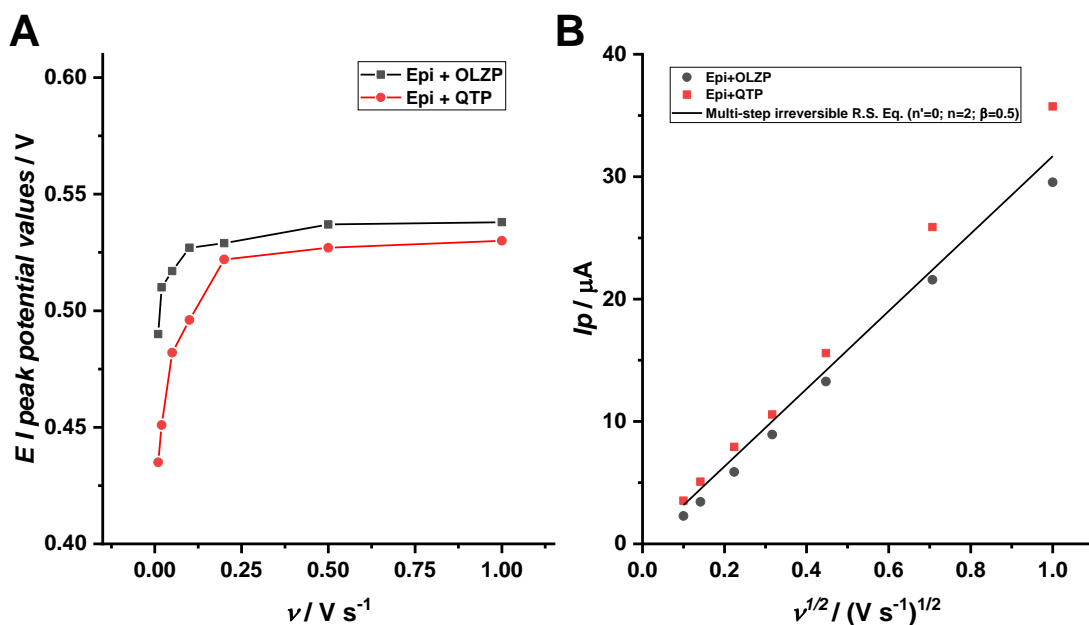 A
Epi + OLZP
Epi + QTP
E I peak potential values / V
0.60
0.55
0.50
0.45
0.40
0.00 0.25 0.50 0.75 1.00
ν / V s⁻¹
B
Epi+OLZP
Epi+QTP
Multi-step irreversible R.S. Eq. (n'=0; n=2; β=0.5)
Ip / μA
40
30
20
10
0
0.0 0.2 0.4 0.6 0.8 1.0
ν^1/2 / (V s⁻¹)^1/2